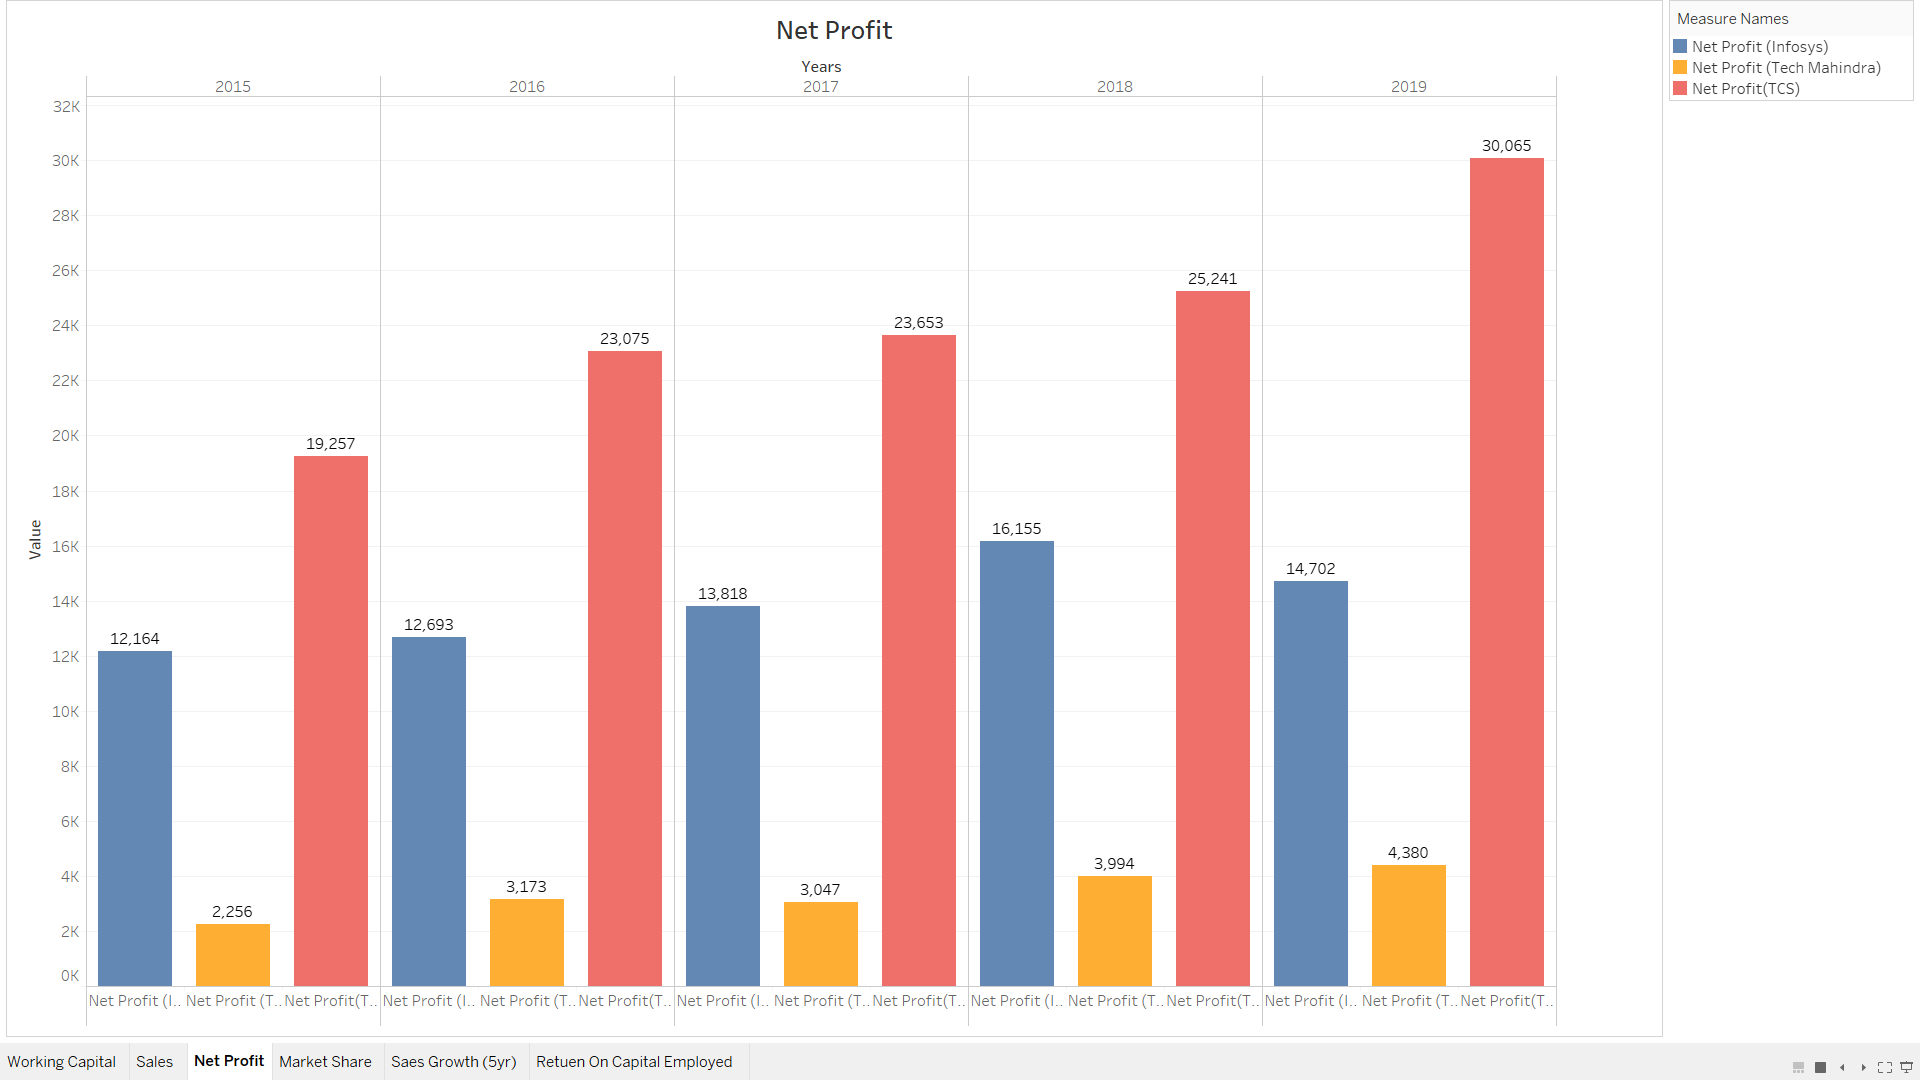 Net Profit
Years
2015 2016 2017 2018 2019
32K
30K
28K
26K
24K
22K
20K
18K
16K
14K
12K
10K
8K
6K
4K
2K
0K
Value
12,164
2,256
19,257
12,693
3,173
23,075
13,818
3,047
23,653
16,155
3,994
25,241
14,702
4,380
30,065
Net Profit (I.. Net Profit (T.. Net Profit(T.. Net Profit (I.. Net Profit (T.. Net Profit(T.. Net Profit (I.. Net Profit (T.. Net Profit(T.. Net Profit (I.. Net Profit (T.. Net Profit(T.. Net Profit (I.. Net Profit (T.. Net Profit(T..
Measure Names
Net Profit (Infosys)
Net Profit (Tech Mahindra)
Net Profit(TCS)
Working Capital Sales Net Profit Market Share Saes Growth (5yr) Retuen On Capital Employed